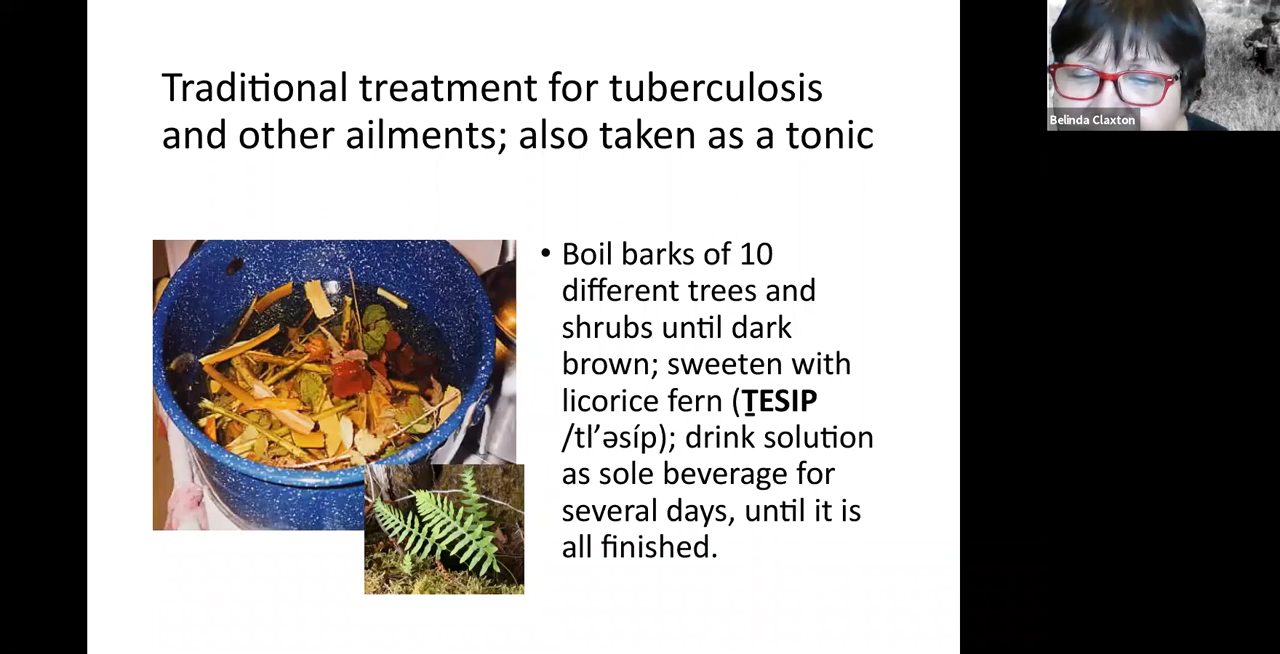 Traditional treatment for tuberculosis
and other ailments; also taken as a tonic
• Boil barks of 10
different trees and
shrubs until dark
brown; sweeten with
licorice fern (ṮESIP
/tl’əsíp); drink solution
as sole beverage for
several days, until it is
all finished.
Belinda Claxton